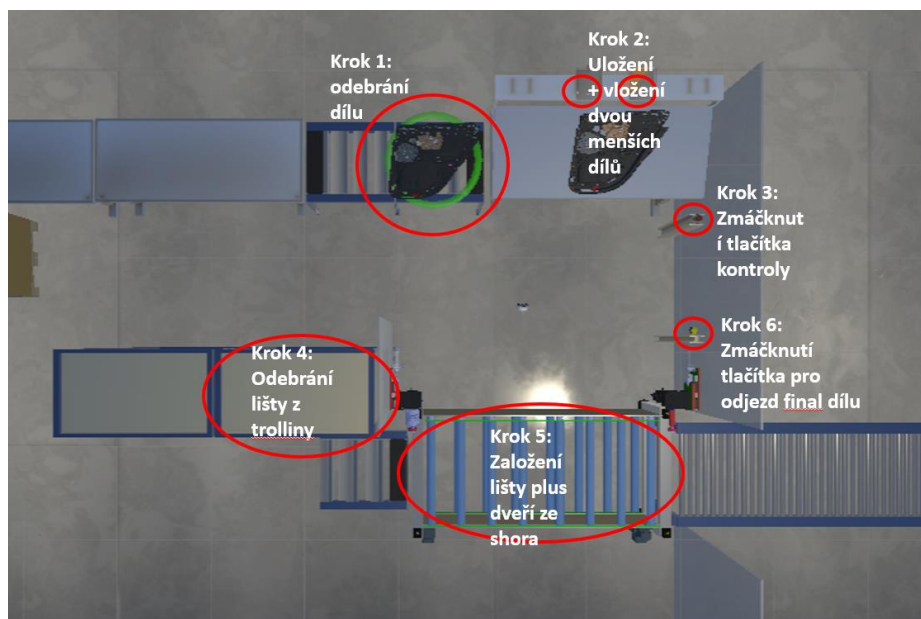 Krok 1:
odebrání
dílu
Krok 2:
Uložení
+ vložení
dvou
menších
dílů
Krok 3:
Zmáčknut
í tlačítka
kontroly
Krok 4:
Odebrání
lišty z
trolliny
Krok 5:
Založení
lišty plus
dveří ze
shora
Krok 6:
Zmáčknutí
tlačítka pro
odjezd final dílu